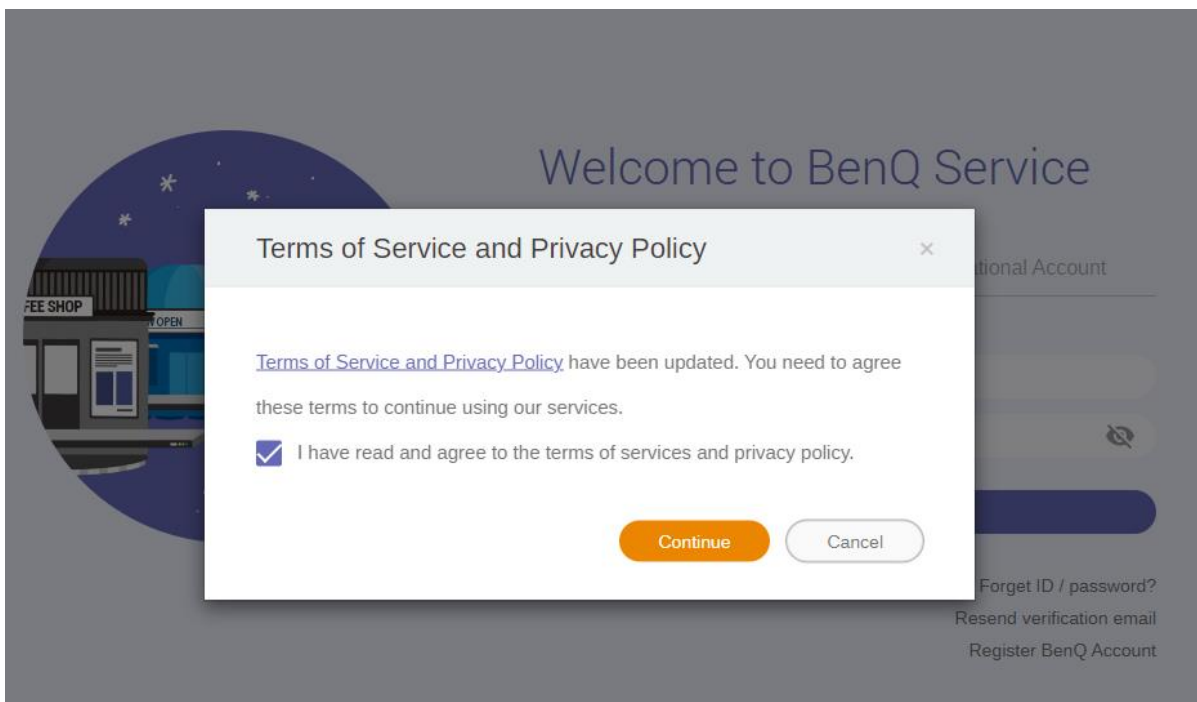 Welcome to BenQ Service
Terms of Service and Privacy Policy
×
tional Account
FEE SHOP
OPEN
Terms of Service and Privacy Policy have been updated. You need to agree
these terms to continue using our services.
I have read and agree to the terms of services and privacy policy.
Continue
Cancel
Forget ID / password?
Resend verification email
Register BenQ Account